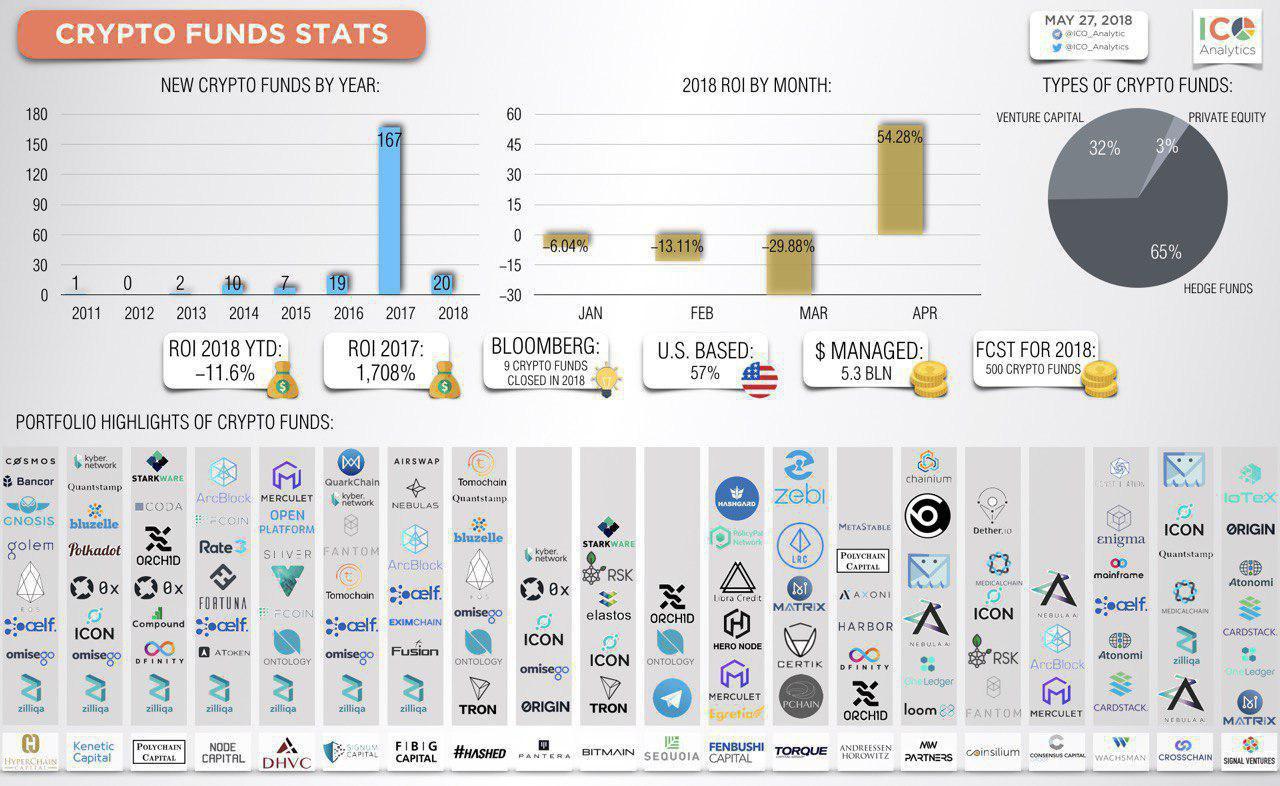 CRYPTO FUNDS STATS
MAY 27, 2018
@ICO_Analytic
@ICO_Analytics
ICO
Analytics
NEW CRYPTO FUNDS BY YEAR:
180
150
120
90
60
30
0
1
0
2
10
7
19
167
20
2011
2012
2013
2014
2015
2016
2017
2018
2018 ROI BY MONTH:
60
45
30
15
0
−15
−30
−6.04%
−13.11%
−29.88%
54.28%
JAN
FEB
MAR
APR
TYPES OF CRYPTO FUNDS:
VENTURE CAPITAL
PRIVATE EQUITY
32%
3%
65%
HEDGE FUNDS
ROI 2018 YTD:
−11.6%
ROI 2017:
1,708%
BLOOMBERG:
9 CRYPTO FUNDS
CLOSED IN 2018
U.S. BASED:
57%
$ MANAGED:
5.3 BLN
FCST FOR 2018:
500 CRYPTO FUNDS
PORTFOLIO HIGHLIGHTS OF CRYPTO FUNDS:
COSMOS
Bancor
GNOSIS
golem
EOS
ælf.
omisego
zilliqa
HYPERCHAIN
CAPITAL
kyber.
network
Quantstamp
bluzelle
Polkadot
0x
ICON
omisego
zilliqa
Kenetic
Capital
STARKWARE
CODA
ORCH1D
0x
Compound
DFINITY
zilliqa
POLYCHAIN
CAPITAL
ArcBlock
FCOIN
Rate3
FORTUNA
ælf.
ATOKEN
zilliqa
NODE
CAPITAL
MERCULET
OPEN
PLATFORM
SLIVER
FCOIN
ONTOLOGY
zilliqa
DHVC
QuarkChain
kyber.
network
FANTOM
Tomochain
ælf.
omisego
zilliqa
SIGNUM
CAPITAL
AIRSWAP
NEBULAS
ArcBlock
ælf.
EXIMCHAIN
Fusion
zilliqa
FBG
CAPITAL
Tomochain
Quantstamp
bluzelle
EOS
omisego
ONTOLOGY
TRON
#HASHED
kyber.
network
0x
ICON
omisego
ORIGIN
PANTERA
STARKWARE
RSK
elastos
ICON
TRON
BITMAIN
ORCH1D
ONTOLOGY
SEQUOIA
HASHGARD
PolicyPal
Network
Libra Credit
HERO NODE
MERCULET
Egretia
FENBUSHI
CAPITAL
zebi
LRC
MATRIX
CERTIK
PCHAIN
TORQUE
METASTABLE
POLYCHAIN
CAPITAL
AXONI
HARBOR
DFINITY
ORCH1D
ANDREESSEN
HOROWITZ
chainium
NEBULA AI
OneLedger
loom
MW
PARTNERS
Dether.io
MEDICALCHAIN
ICON
RSK
FANTOM
coinsilium
NEBULA AI
ArcBlock
MERCULET
CONSENSUS CAPITAL
enigma
mainframe
ælf.
Atonomi
CARDSTACK.
WACHSMAN
ICON
Quantstamp
MEDICALCHAIN
zilliqa
NEBULA AI
CROSSCHAIN
IoTeX
ORIGIN
Atonomi
CARDSTACK.
OneLedger
MATRIX
SIGNAL VENTURES